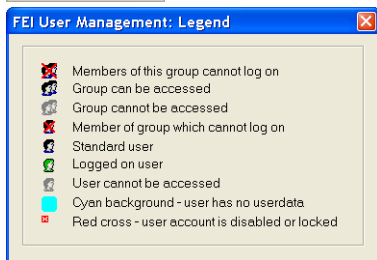 FEI User Management: Legend
Members of this group cannot log on
Group can be accessed
Group cannot be accessed
Member of group which cannot log on
Standard user
Logged on user
User cannot be accessed
Cyan background - user has no userdata
Red cross - user account is disabled or locked